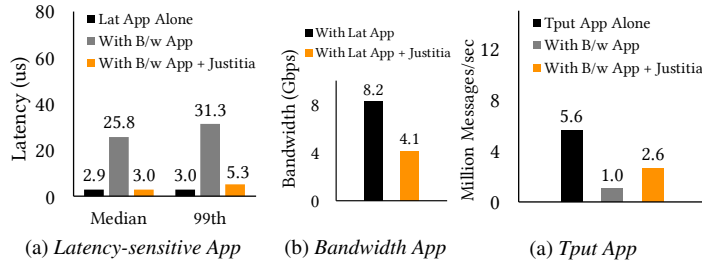 80
60
40
20
0
Latency (us)
Lat App Alone
With B/w App
With B/w App + Justitia
2.9
25.8
3.0
3.0
31.3
5.3
Median
99th
(a) Latency-sensitive App
With Lat App
With Lat App + Justitia
8
4
0
Bandwidth (Gbps)
8.2
4.1
(b) Bandwidth App
Tput App Alone
With B/w App
With B/w App + Justitia
12
8
4
0
Million Messages/sec
5.6
1.0
2.6
(a) Tput App